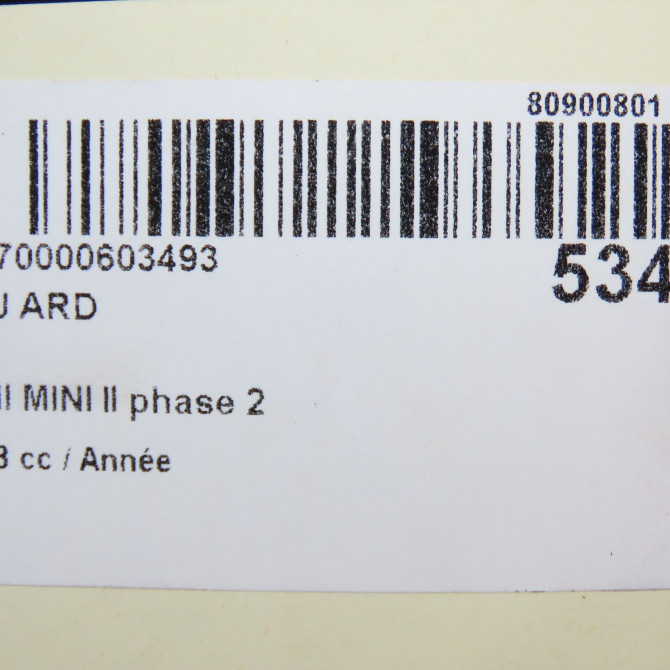 80900801
70000603493
534
U ARD
II MINI II phase 2
3 cc / Année